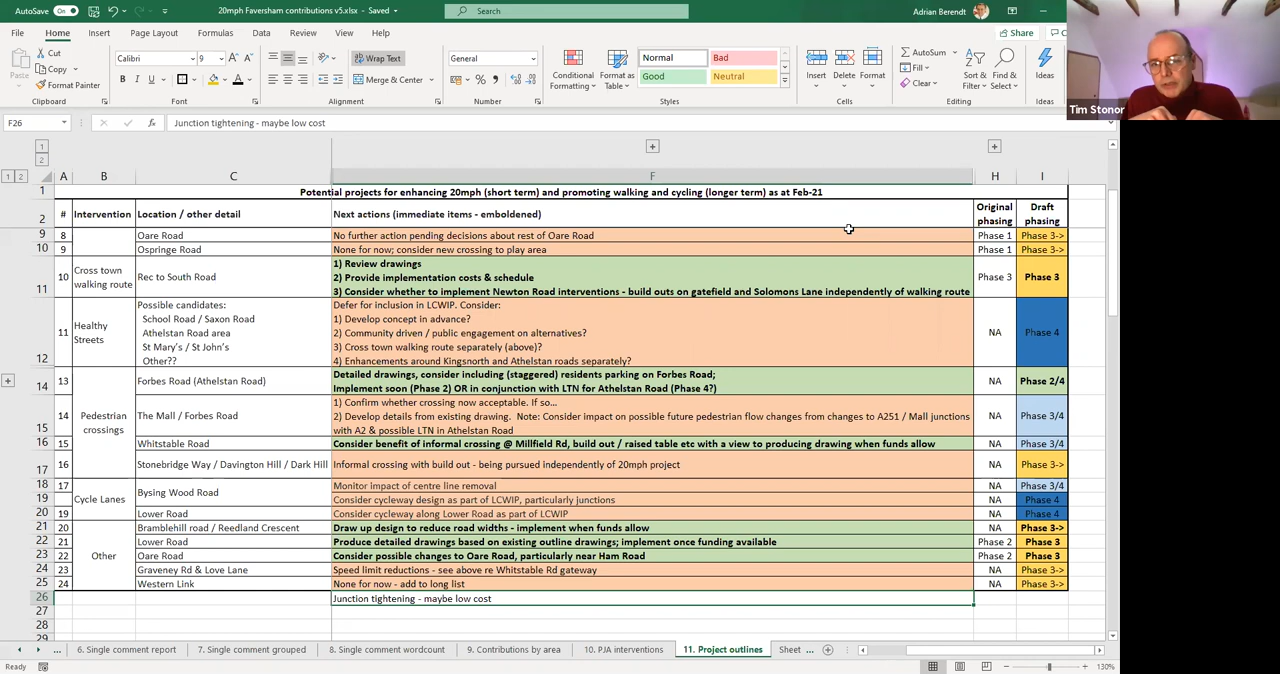 AutoSave On 20mph Faversham contributions v5.xlsx - Saved Search Adrian Berendt
File Home Insert Page Layout Formulas Data Review View Help Share
Paste Cut Copy Format Painter Clipboard
Calibri 9 B I U Font
Wrap Text Merge & Center Alignment
General % Number
Conditional Formatting Format as Table Normal Bad Good Neutral Styles
Insert Delete Format Cells
AutoSum Fill Clear Sort & Filter Find & Select Editing
Ideas Ideas
Tim Stonor
F26 fx Junction tightening - maybe low cost
A B C F H I
1 Potential projects for enhancing 20mph (short term) and promoting walking and cycling (longer term) as at Feb-21
2 # Intervention Location / other detail Next actions (immediate items - emboldened) Original phasing Draft phasing
9 8 Oare Road No further action pending decisions about rest of Oare Road Phase 1 Phase 3->
10 9 Ospringe Road None for now; consider new crossing to play area Phase 1 Phase 3->
11 10 Cross town walking route Rec to South Road 1) Review drawings
2) Provide implementation costs & schedule
3) Consider whether to implement Newton Road interventions - build outs on gatefield and Solomons Lane independently of walking route Phase 3 Phase 3
12 11 Healthy Streets Possible candidates:
School Road / Saxon Road
Athelstan Road area
St Mary's / St John's
Other??
Defer for inclusion in LCWIP. Consider:
1) Develop concept in advance?
2) Community driven / public engagement on alternatives?
3) Cross town walking route separately (above)?
4) Enhancements around Kingsnorth and Athelstan roads separately? NA Phase 4
14 13 Pedestrian crossings Forbes Road (Athelstan Road) Detailed drawings, consider including (staggered) residents parking on Forbes Road;
Implement soon (Phase 2) OR in conjunction with LTN for Athelstan Road (Phase 4?) NA Phase 2/4
15 14 The Mall / Forbes Road 1) Confirm whether crossing now acceptable. If so...
2) Develop details from existing drawing. Note: Consider impact on possible future pedestrian flow changes from changes to A251 / Mall junctions
with A2 & possible LTN in Athelstan Road NA Phase 3/4
16 15 Whitstable Road Consider benefit of informal crossing @ Millfield Rd, build out / raised table etc with a view to producing drawing when funds allow NA Phase 3/4
17 16 Stonebridge Way / Davington Hill / Dark Hill Informal crossing with build out - being pursued independently of 20mph project NA Phase 3->
18 17 Cycle Lanes Bysing Wood Road Monitor impact of centre line removal NA Phase 3/4
19 Consider cycleway design as part of LCWIP, particularly junctions NA Phase 4
20 19 Lower Road Consider cycleway along Lower Road as part of LCWIP NA Phase 4
21 20 Other Bramblehill road / Reedland Crescent Draw up design to reduce road widths - implement when funds allow NA Phase 3->
22 21 Lower Road Produce detailed drawings based on existing outline drawings; implement once funding available Phase 2 Phase 3
23 22 Oare Road Consider possible changes to Oare Road, particularly near Ham Road Phase 2 Phase 3
24 23 Graveney Rd & Love Lane Speed limit reductions - see above re Whitstable Rd gateway NA Phase 3->
25 24 Western Link None for now - add to long list NA Phase 3->
26 Junction tightening - maybe low cost
27
28
29
... 6. Single comment report 7. Single comment grouped 8. Single comment wordcount 9. Contributions by area 10. PJA interventions 11. Project outlines Sheet ...
Ready 130%